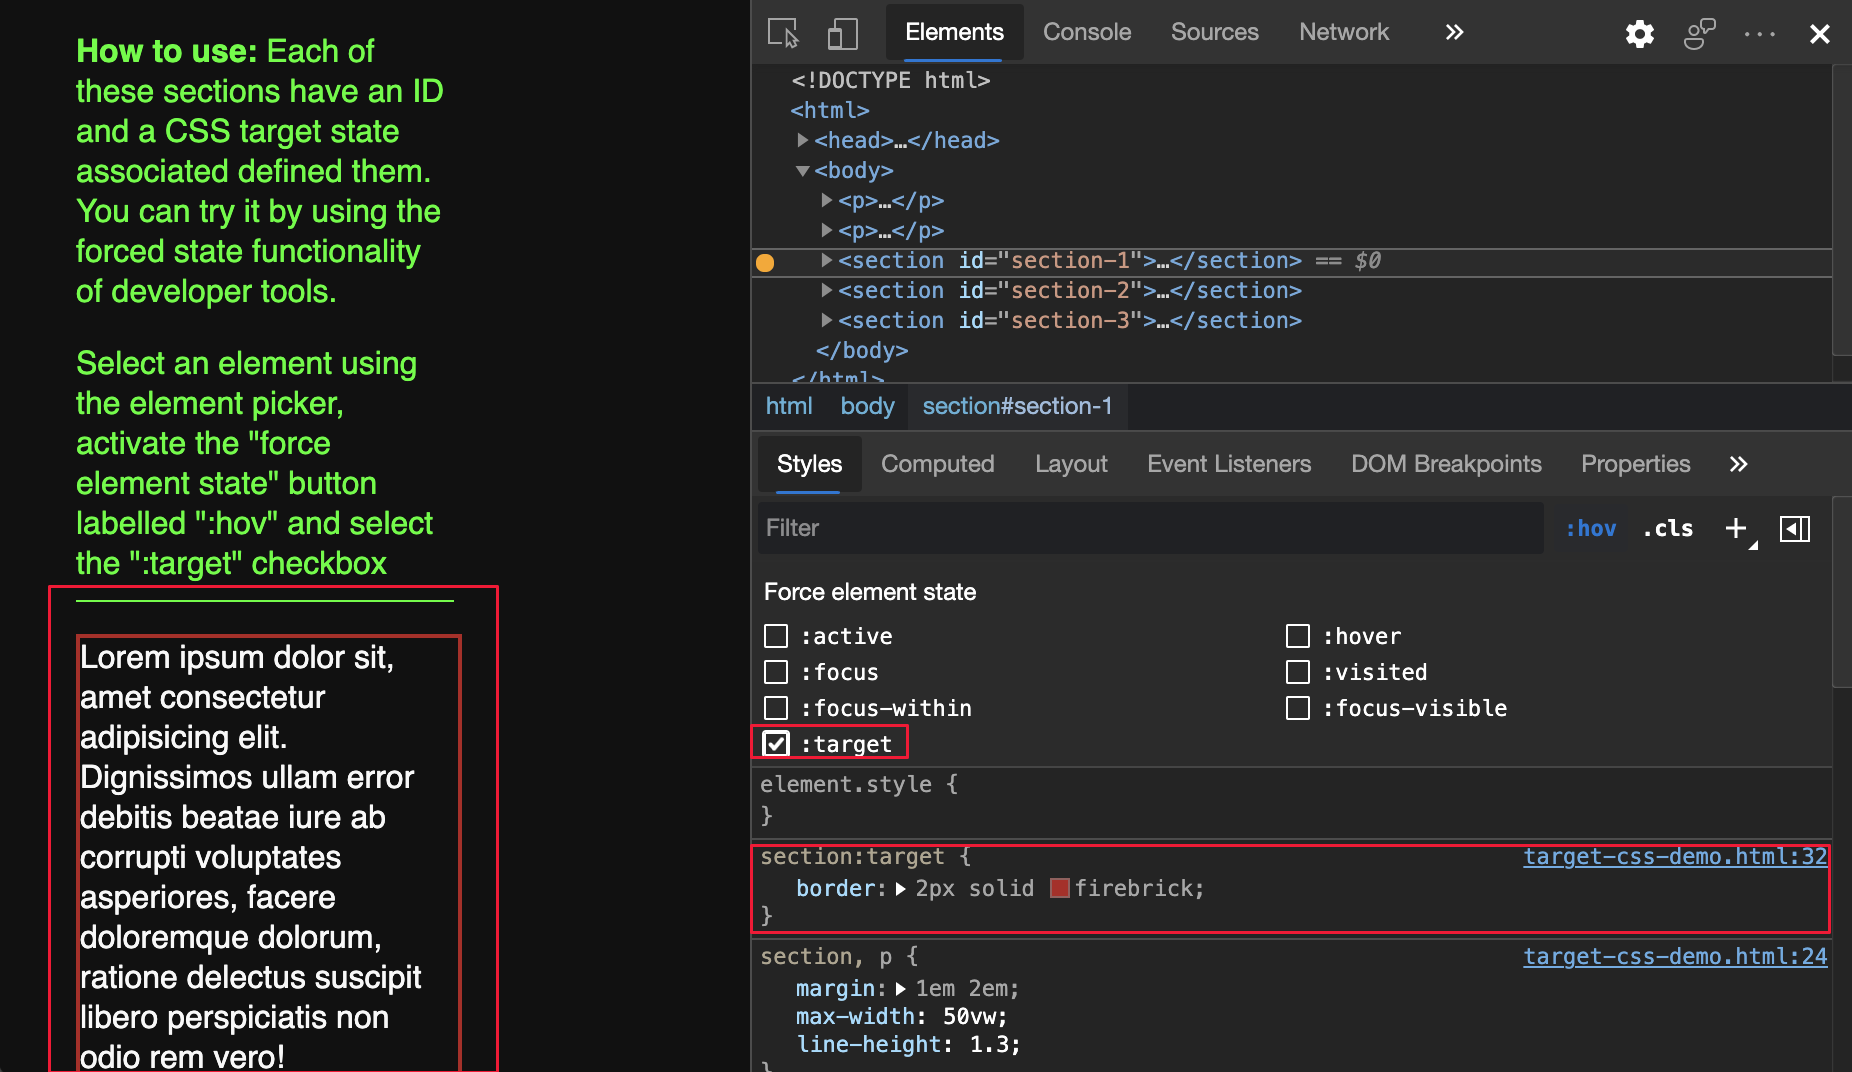 How to use: Each of
these sections have an ID
and a CSS target state
associated defined them.
You can try it by using the
forced state functionality
of developer tools.
Select an element using
the element picker,
activate the "force
element state" button
labelled ":hov" and select
the ":target" checkbox
Lorem ipsum dolor sit,
amet consectetur
adipisicing elit.
Dignissimos ullam error
debitis beatae iure ab
corrupti voluptates
asperiores, facere
doloremque dolorum,
ratione delectus suscipit
libero perspiciatis non
odio rem vero!
Elements Console Sources Network
<!DOCTYPE html>
<html>
<head>…</head>
<body>
<p>…</p>
<p>…</p>
<section id="section-1">…</section> == $0
<section id="section-2">…</section>
<section id="section-3">…</section>
</body>
</html>
html body section#section-1
Styles Computed Layout Event Listeners DOM Breakpoints Properties
Filter :hov .cls +
Force element state
:active :hover
:focus :visited
:focus-within :focus-visible
:target
element.style {
}
section:target { target-css-demo.html:32
border: 2px solid firebrick;
}
section, p { target-css-demo.html:24
margin: 1em 2em;
max-width: 50vw;
line-height: 1.3;
}